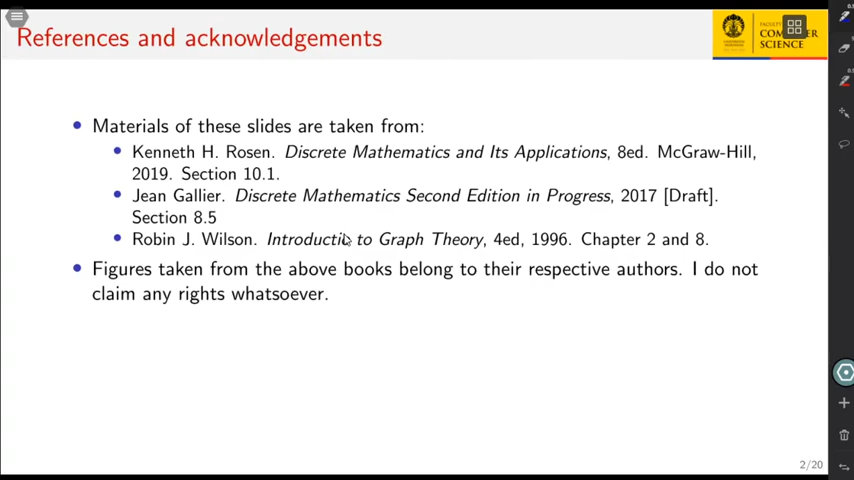 References and acknowledgements
FACULTY OF
COMPUTER
SCIENCE
• Materials of these slides are taken from:
• Kenneth H. Rosen. Discrete Mathematics and Its Applications, 8ed. McGraw-Hill,
2019. Section 10.1.
• Jean Gallier. Discrete Mathematics Second Edition in Progress, 2017 [Draft].
Section 8.5
• Robin J. Wilson. Introduction to Graph Theory, 4ed, 1996. Chapter 2 and 8.
• Figures taken from the above books belong to their respective authors. I do not
claim any rights whatsoever.
2/20